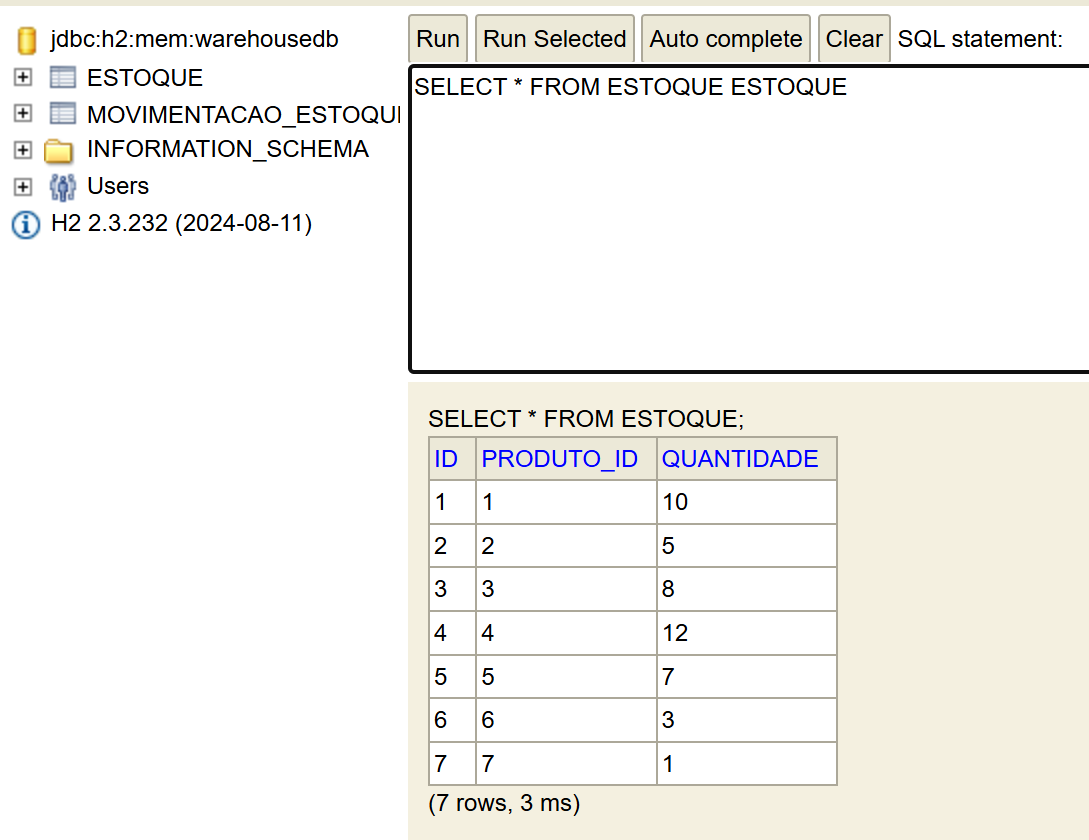 jdbc:h2:mem:warehousedb
ESTOQUE
MOVIMENTACAO_ESTOQU
INFORMATION_SCHEMA
Users
H2 2.3.232 (2024-08-11)
Run Run Selected Auto complete Clear SQL statement:
SELECT * FROM ESTOQUE ESTOQUE
SELECT * FROM ESTOQUE;
ID PRODUTO_ID QUANTIDADE
1 1 10
2 2 5
3 3 8
4 4 12
5 5 7
6 6 3
7 7 1
(7 rows, 3 ms)